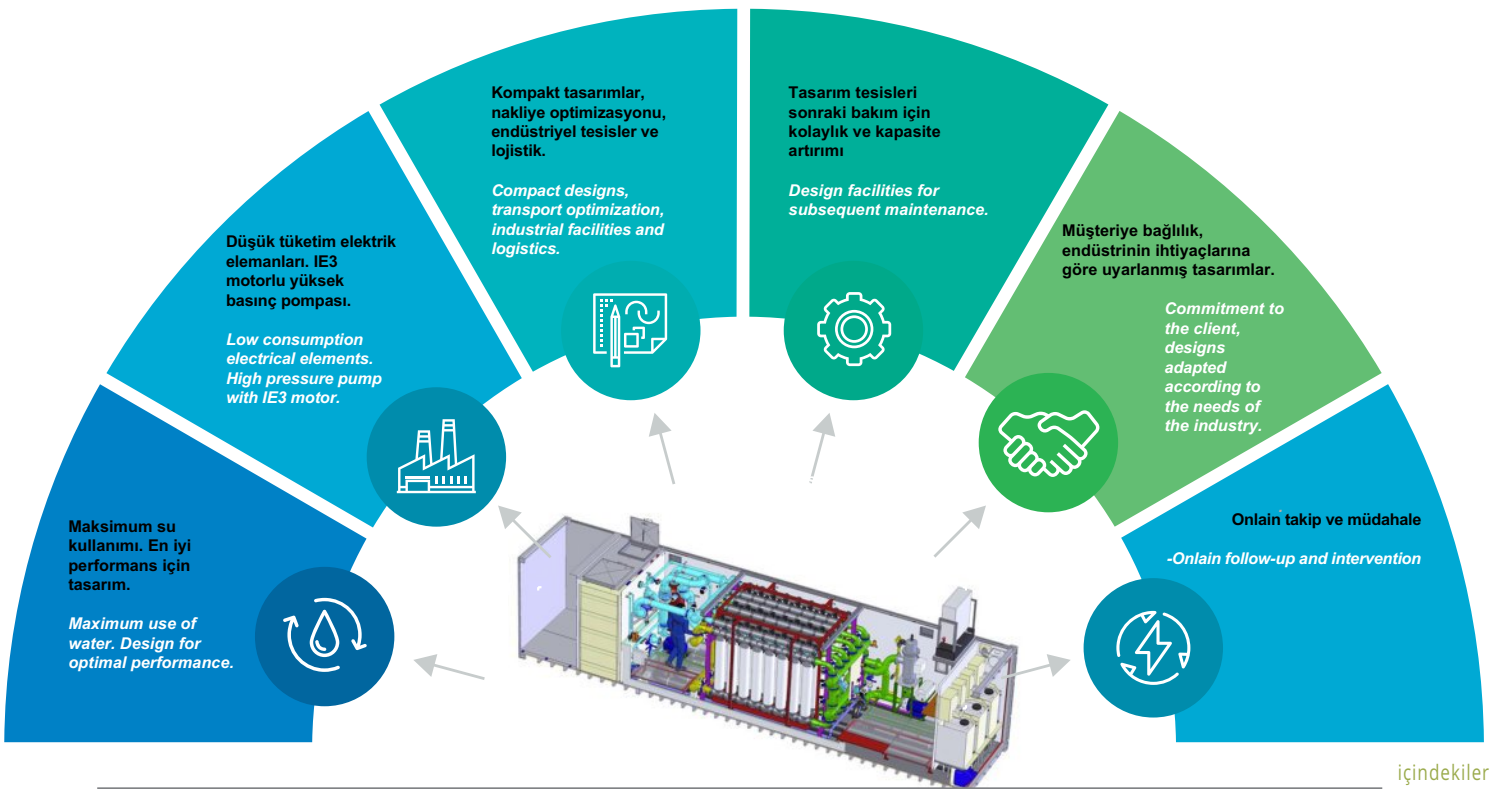 Maksimum su
kullanımı. En iyi
performans için
tasarım.
Maximum use of
water. Design for
optimal performance.
Düşük tüketim elektrik
elemanları. IE3
motorlu yüksek
basınç pompası.
Low consumption
electrical elements.
High pressure pump
with IE3 motor.
Kompakt tasarımlar,
nakliye optimizasyonu,
endüstriyel tesisler ve
lojistik.
Compact designs,
transport optimization,
industrial facilities and
logistics.
Tasarım tesisleri
sonraki bakım için
kolaylık ve kapasite
artırımı
Design facilities for
subsequent maintenance.
Müşteriye bağlılık,
endüstrinin ihtiyaçlarına
göre uyarlanmış tasarımlar.
Commitment to
the client,
designs
adapted
according to
the needs of
the industry.
Onlain takip ve müdahale
-Onlain follow-up and intervention
içindekiler